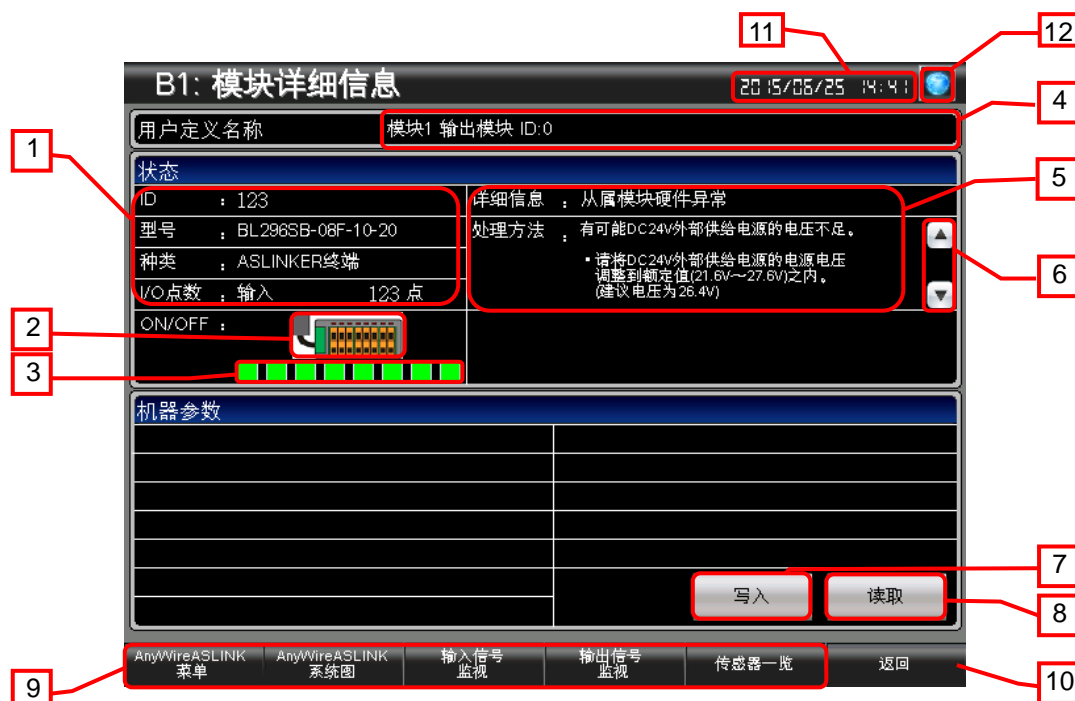 11
12
B1: 模块详细信息
2015/06/25 14:41
4
用户定义名称
模块1 输出模块 ID:0
1
状态
5
ID : 123
详细信息 : 从属模块硬件异常
型号 : BL296SB-08F-10-20
处理方法 : 有可能DC24V外部供给电源的电压不足。
种类 : ASLINKER终端
▪请将DC24V外部供给电源的电源电压
调整到额定值(21.6V～27.6V)之内。
(建议电压为26.4V)
6
I/O点数 : 输入 123 点
ON/OFF :
2
3
机器参数
7
写入
读取
8
AnyWireASLINK
菜单
AnyWireASLINK
系统图
输入信号
监视
输出信号
监视
传感器一览
返回
9
10